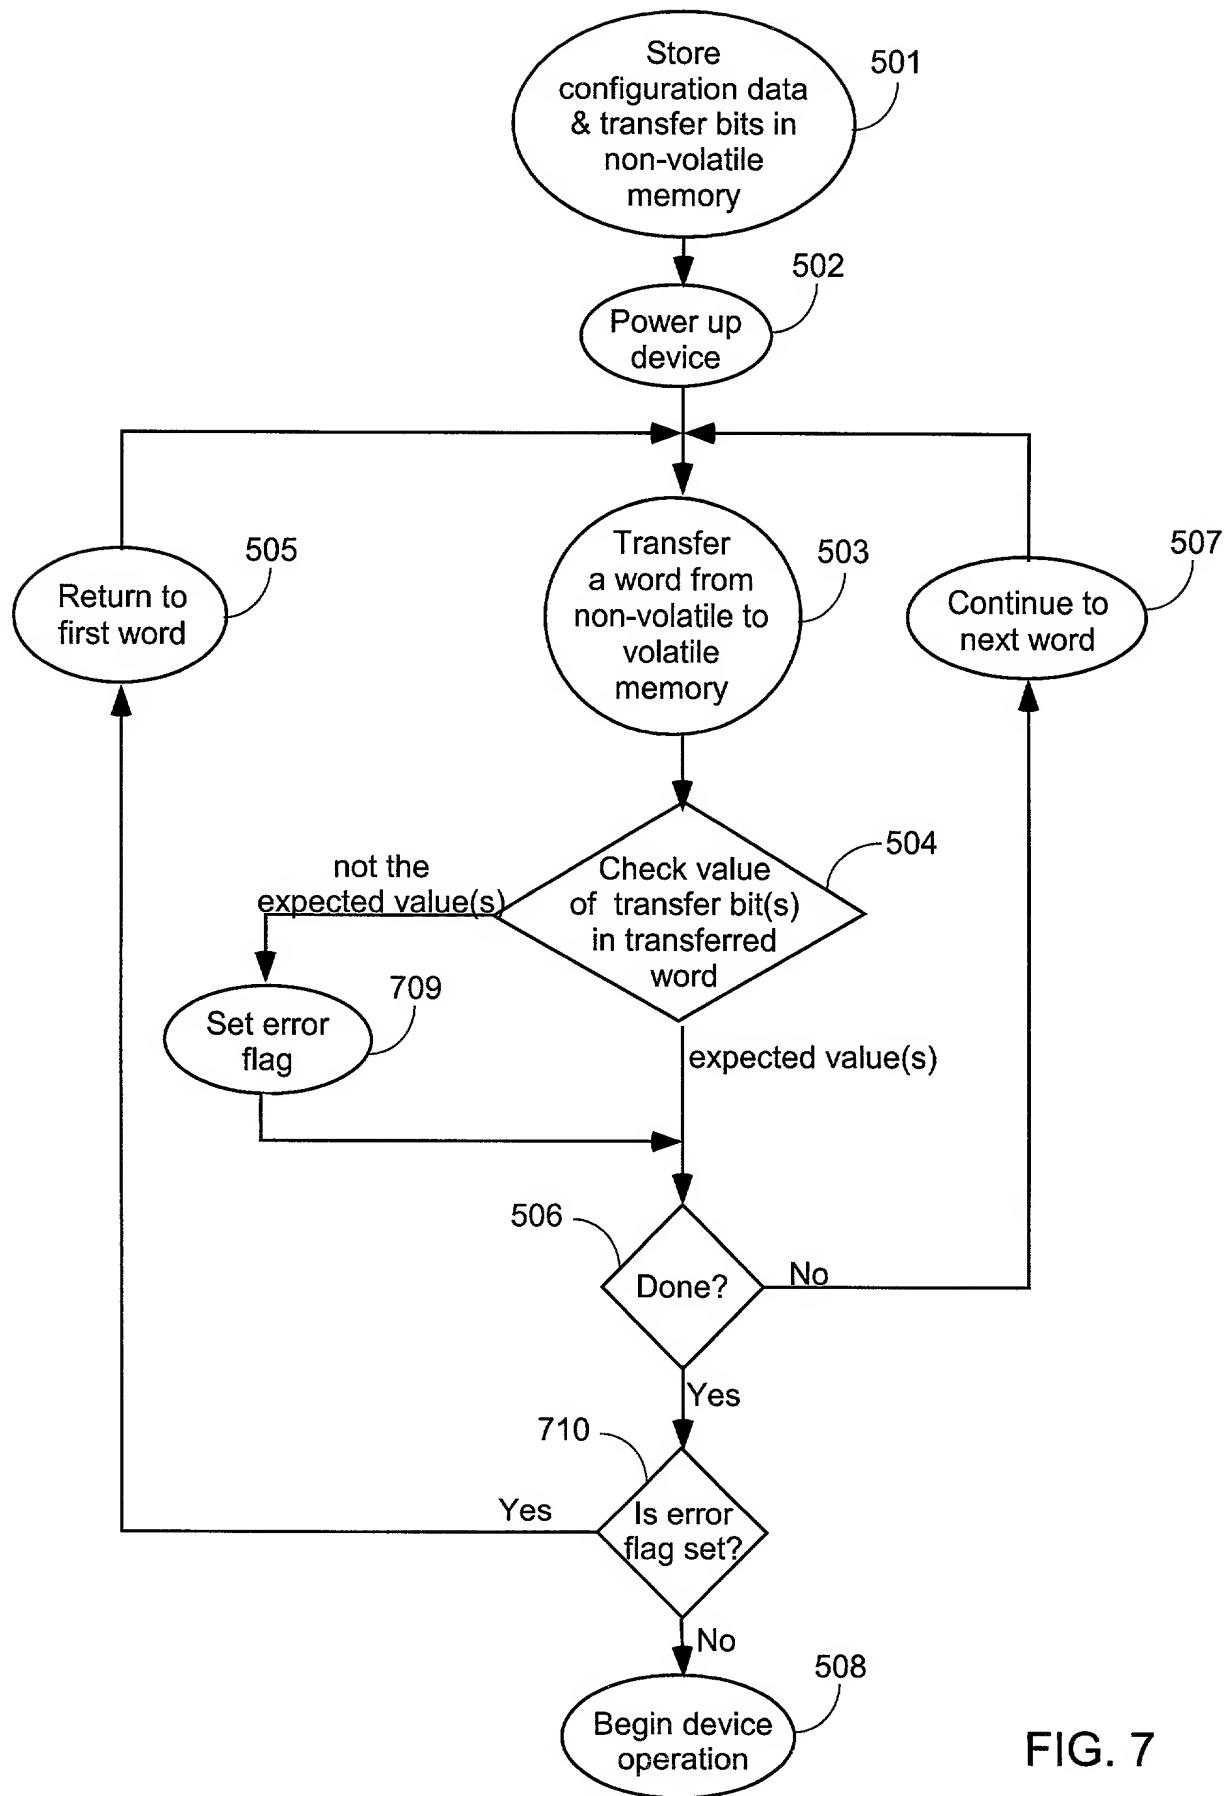 Store
configuration data
& transfer bits in
non-volatile
memory
501
502
Power up
device
505
Return to
first word
Transfer
a word from
non-volatile to
volatile
memory
503
507
Continue to
next word
504
Check value
of transfer bit(s)
in transferred
word
not the
expected value(s)
709
Set error
flag
expected value(s)
506
Done?
No
Yes
710
Is error
flag set?
Yes
No
508
Begin device
operation
FIG. 7